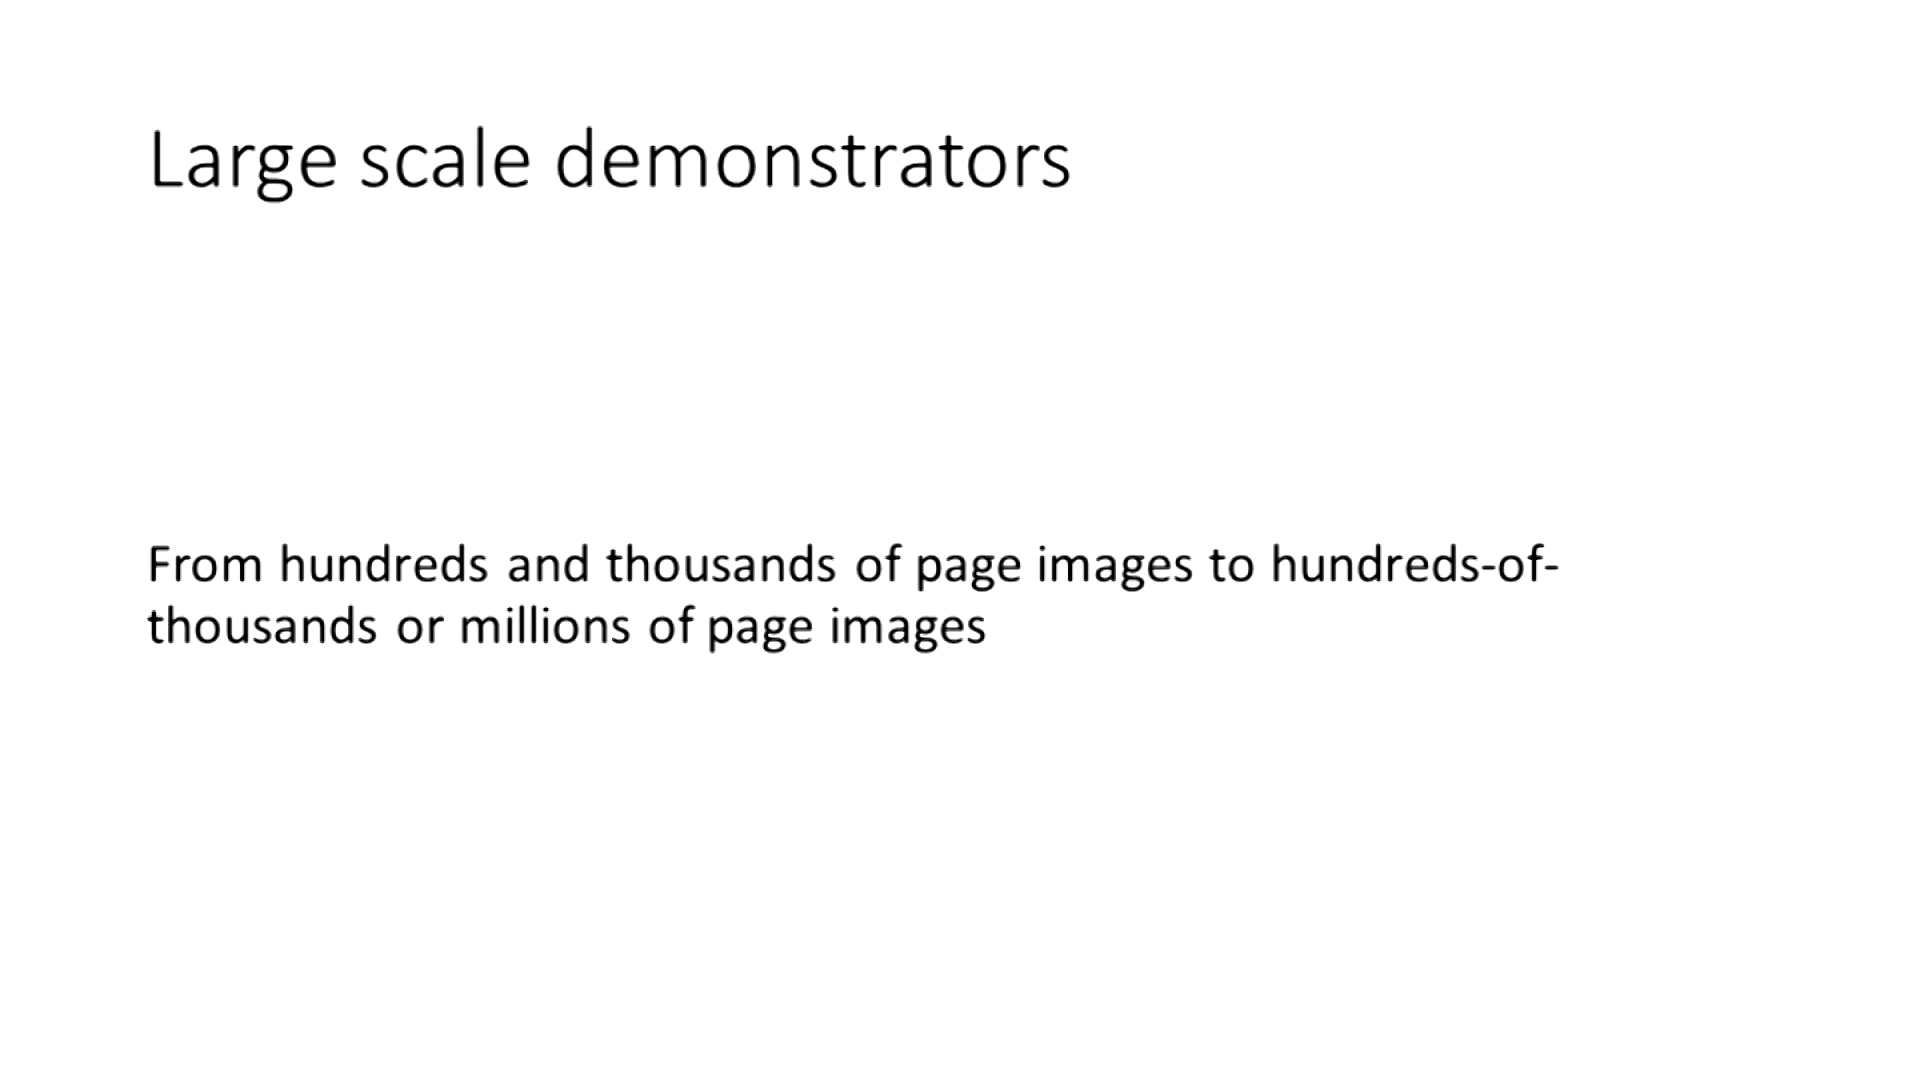 Large scale demonstrators
From hundreds and thousands of page images to hundreds-of-
thousands or millions of page images